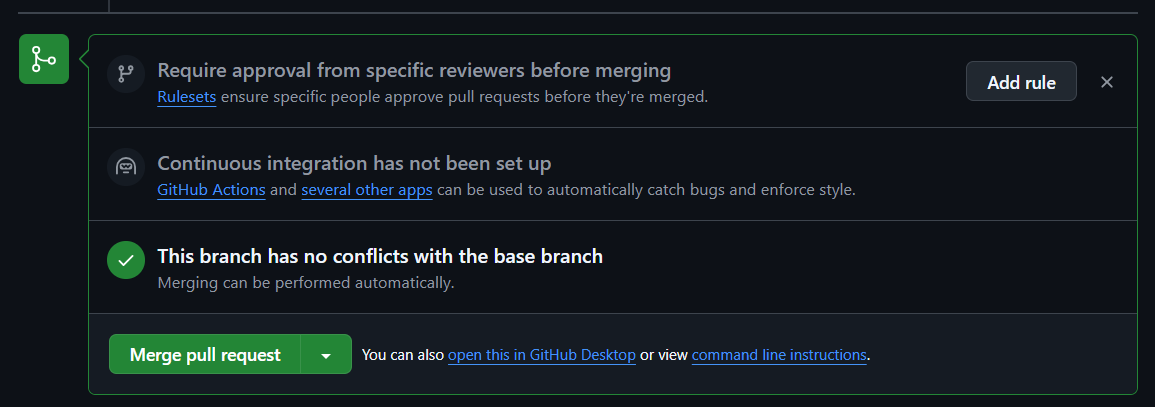 Require approval from specific reviewers before merging
Rulesets ensure specific people approve pull requests before they're merged.
Add rule
Continuous integration has not been set up
GitHub Actions and several other apps can be used to automatically catch bugs and enforce style.
This branch has no conflicts with the base branch
Merging can be performed automatically.
Merge pull request
You can also open this in GitHub Desktop or view command line instructions.